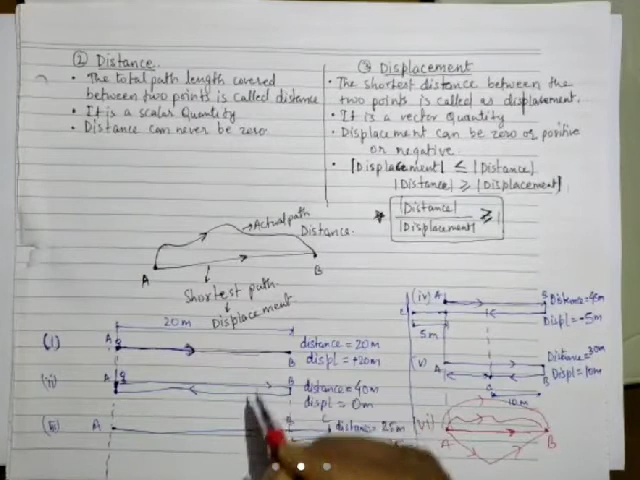 ② Distance.
• The total path length covered
between two points is called distance
• It is a scalar Quantity
• Distance can never be zero.
③ Displacement
• The shortest distance between the
two points is called as displacement.
• It is a vector Quantity
• Displacement can be zero or positive
or negative
• |Displacement| ≤ |Distance|
|Distance| ≥ |Displacement|
* |Distance| / |Displacement| ≥ 1
Actual path
Distance.
A
B
Shortest path
Displacement
20 m
(i)
A
B
distance = 20m
displ = +20m
(ii)
A
B
distance = 40m
displ = 0m
(iii)
A
B
C
distance = 25m
(iv)
A
B
C
5m
Distance = 45m
Displ = -5m
(v)
A
B
C
Distance = 30m
Displ = 10m
10m
(vi)
A
B